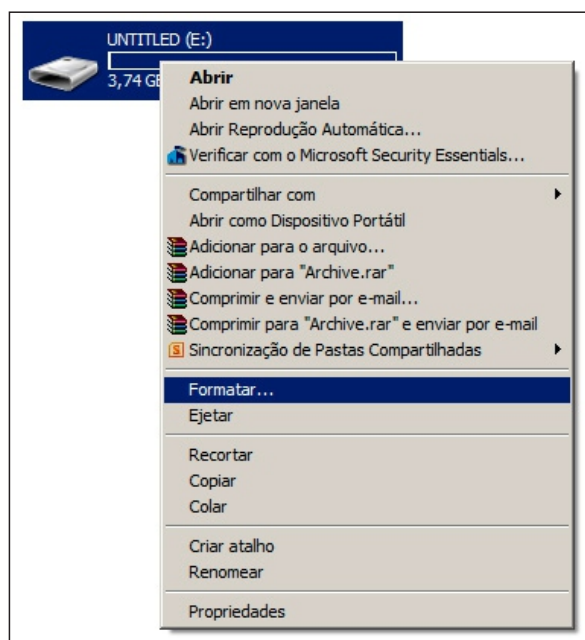 UNTITLED (E:)
3,74 GB
Abrir
Abrir em nova janela
Abrir Reprodução Automática...
Verificar com o Microsoft Security Essentials...
Compartilhar com
Abrir como Dispositivo Portátil
Adicionar para o arquivo...
Adicionar para "Archive.rar"
Comprimir e enviar por e-mail...
Comprimir para "Archive.rar" e enviar por e-mail
Sincronização de Pastas Compartilhadas
Formatar...
Ejetar
Recortar
Copiar
Colar
Criar atalho
Renomear
Propriedades